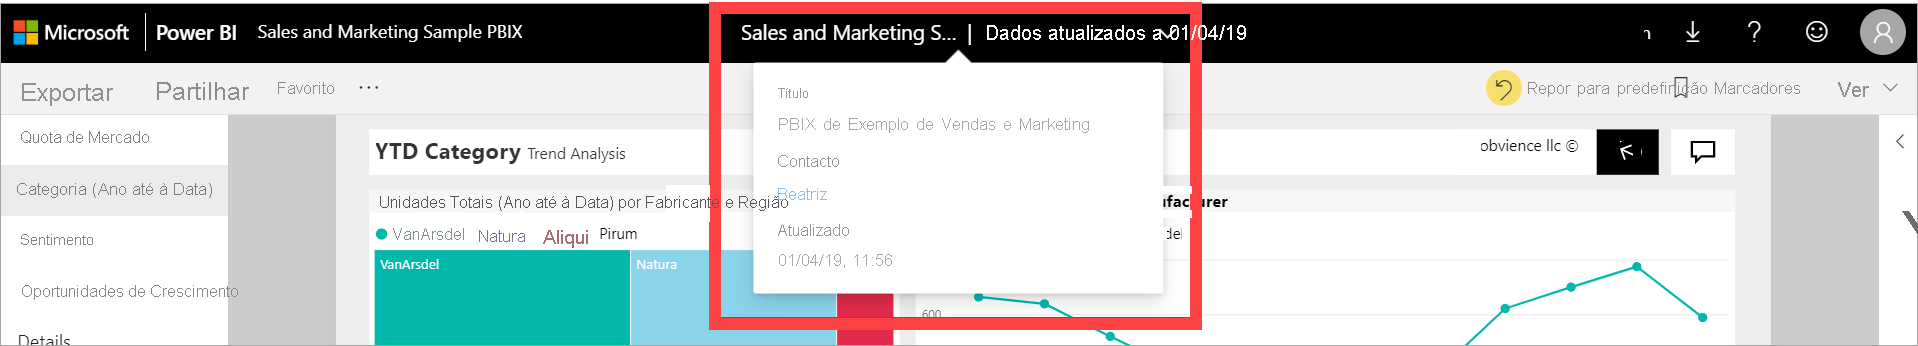 Microsoft Power BI Sales and Marketing Sample PBIX Sales and Marketing S... | Dados atualizados a 01/04/19
Exportar Partilhar Favorito ... Repor para predefinição Marcadores Ver
Quota de Mercado
Categoria (Ano até à Data)
Sentimento
Oportunidades de Crescimento
Details
Título
PBIX de Exemplo de Vendas e Marketing
Contacto
Beatriz
Atualizado
01/04/19, 11:56
YTD Category Trend Analysis
obvience llc ©
Unidades Totais (Ano até à Data) por Fabricante e Região
VanArsdel Natura Aliqui Pirum
VanArsdel Natura
ufacturer
del
600